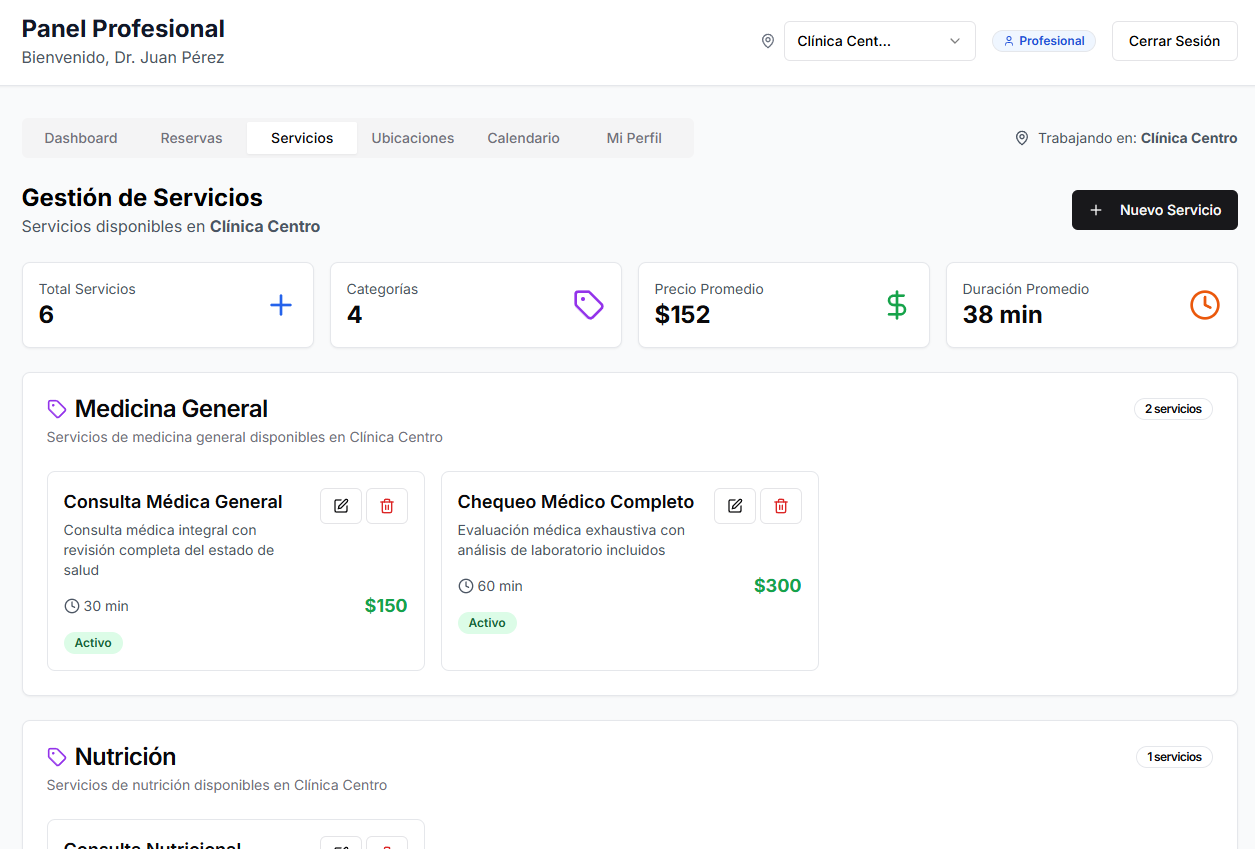 Panel Profesional
Bienvenido, Dr. Juan Pérez
Clínica Cent...
Profesional
Cerrar Sesión
Dashboard
Reservas
Servicios
Ubicaciones
Calendario
Mi Perfil
Trabajando en: Clínica Centro
Gestión de Servicios
Servicios disponibles en Clínica Centro
Nuevo Servicio
Total Servicios
6
Categorías
4
Precio Promedio
$152
Duración Promedio
38 min
Medicina General
2 servicios
Servicios de medicina general disponibles en Clínica Centro
Consulta Médica General
Consulta médica integral con
revisión completa del estado de
salud
30 min
$150
Activo
Chequeo Médico Completo
Evaluación médica exhaustiva con
análisis de laboratorio incluidos
60 min
$300
Activo
Nutrición
1 servicios
Servicios de nutrición disponibles en Clínica Centro
Consulta Nutricional